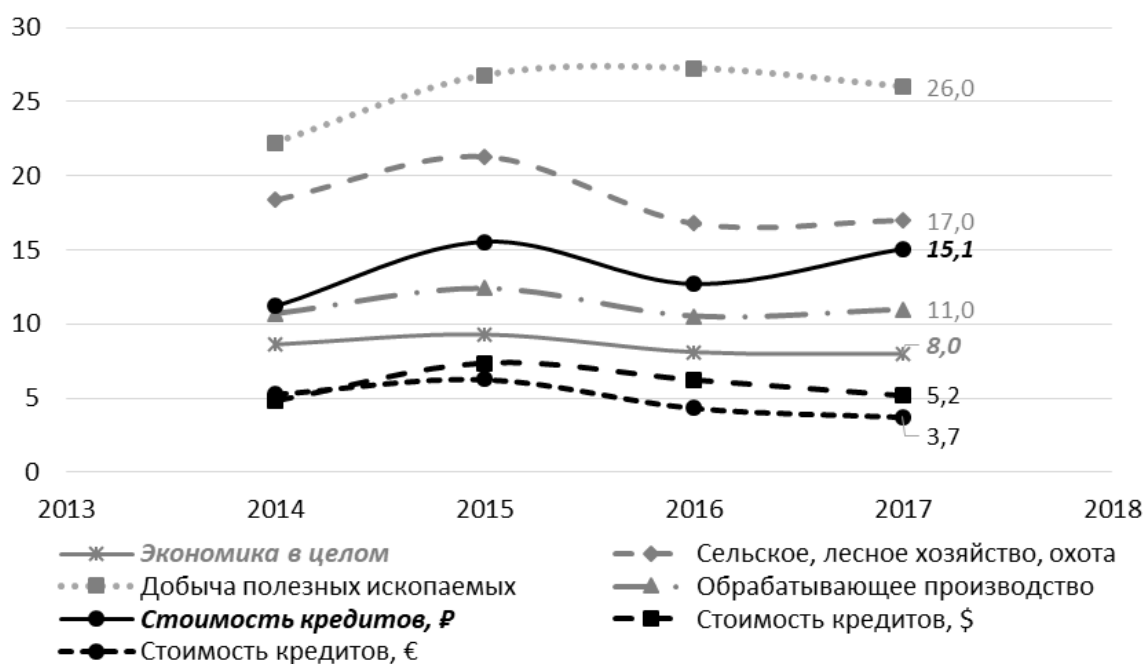 30
25
20
15
10
5
0
26,0
17,0
15,1
11,0
8,0
5,2
3,7
2013 2014 2015 2016 2017 2018
Экономика в целом Сельское, лесное хозяйство, охота
Добыча полезных ископаемых Обрабатывающее производство
Стоимость кредитов, ₽ Стоимость кредитов, $
Стоимость кредитов, €